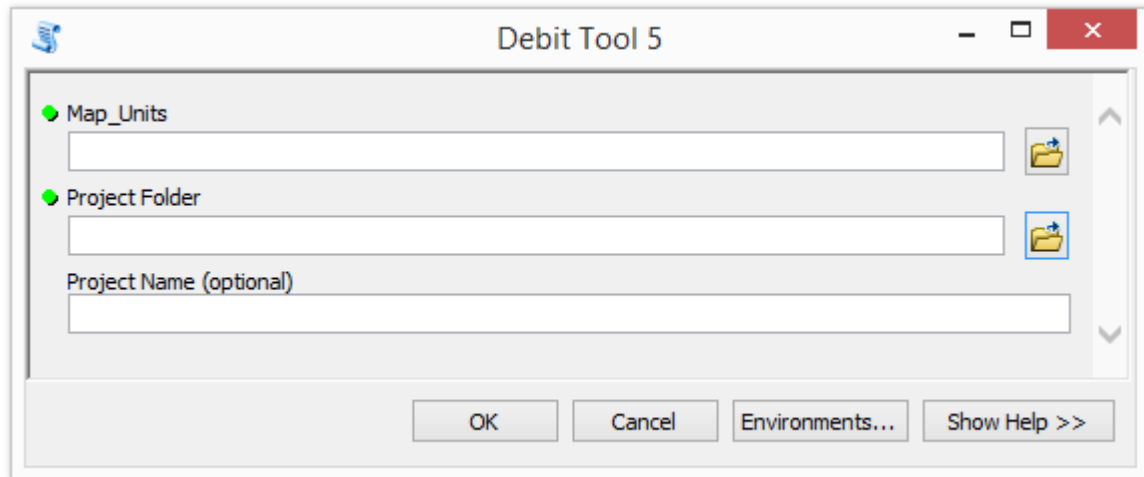 Debit Tool 5
Map_Units
Project Folder
Project Name (optional)
OK Cancel Environments... Show Help >>